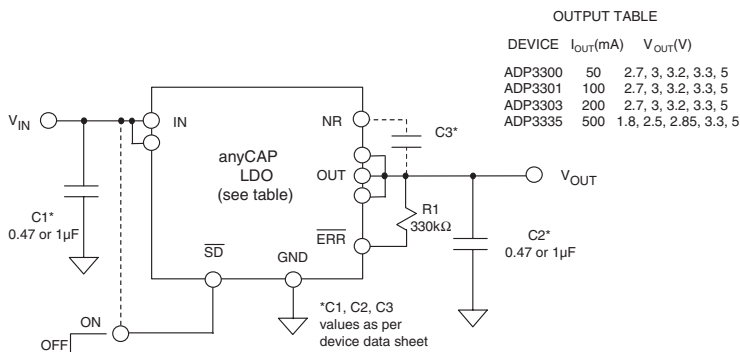 OUTPUT TABLE
DEVICE I_OUT(mA) V_OUT(V)
ADP3300 50 2.7, 3, 3.2, 3.3, 5
ADP3301 100 2.7, 3, 3.2, 3.3, 5
ADP3303 200 2.7, 3, 3.2, 3.3, 5
ADP3335 500 1.8, 2.5, 2.85, 3.3, 5
V_IN
IN
NR
C3*
anyCAP
LDO
(see table)
OUT
V_OUT
C1*
0.47 or 1μF
R1
330kΩ
C2*
0.47 or 1μF
SD
GND
ERR
*C1, C2, C3
values as per
device data sheet
ON
OFF